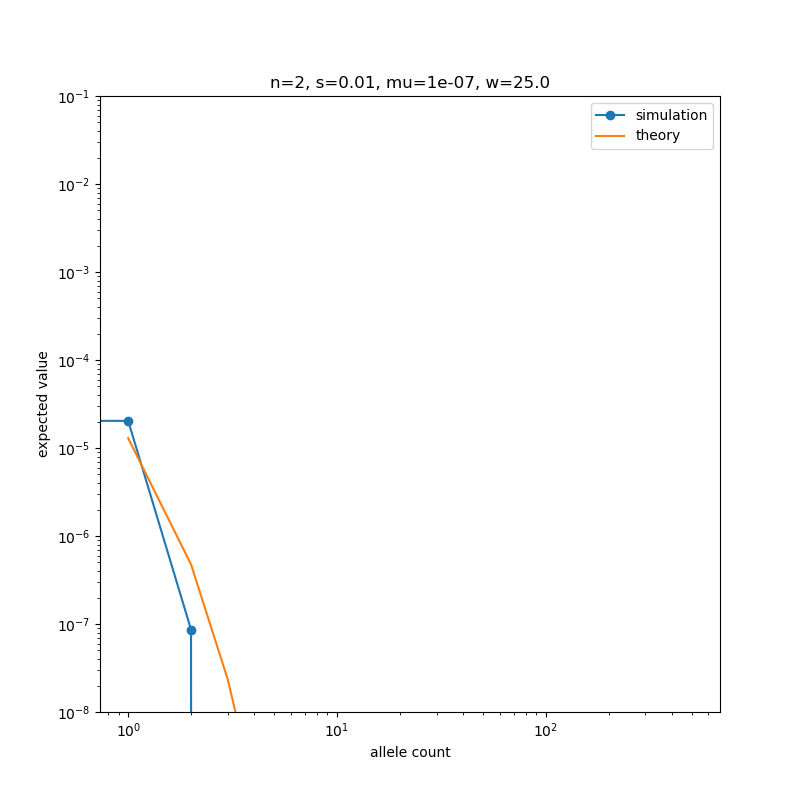 n=2, s=0.01, mu=1e-07, w=25.0
simulation
theory
10⁻¹
10⁻²
10⁻³
10⁻⁴
10⁻⁵
10⁻⁶
10⁻⁷
10⁻⁸
expected value
10⁰
10¹
10²
allele count